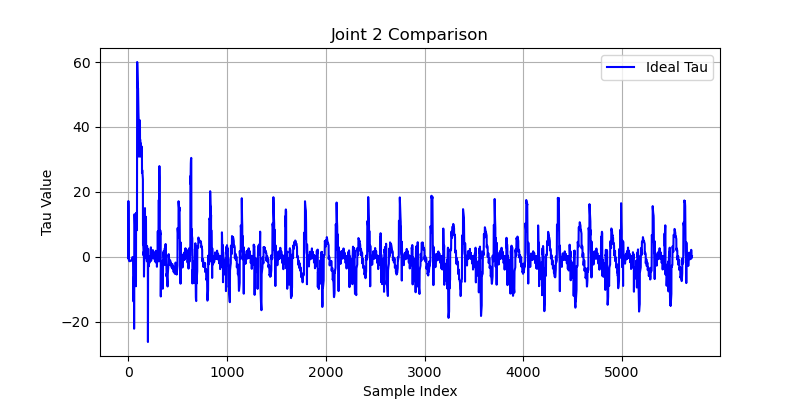 Joint 2 Comparison
Ideal Tau
60
40
20
0
−20
Tau Value
0 1000 2000 3000 4000 5000
Sample Index